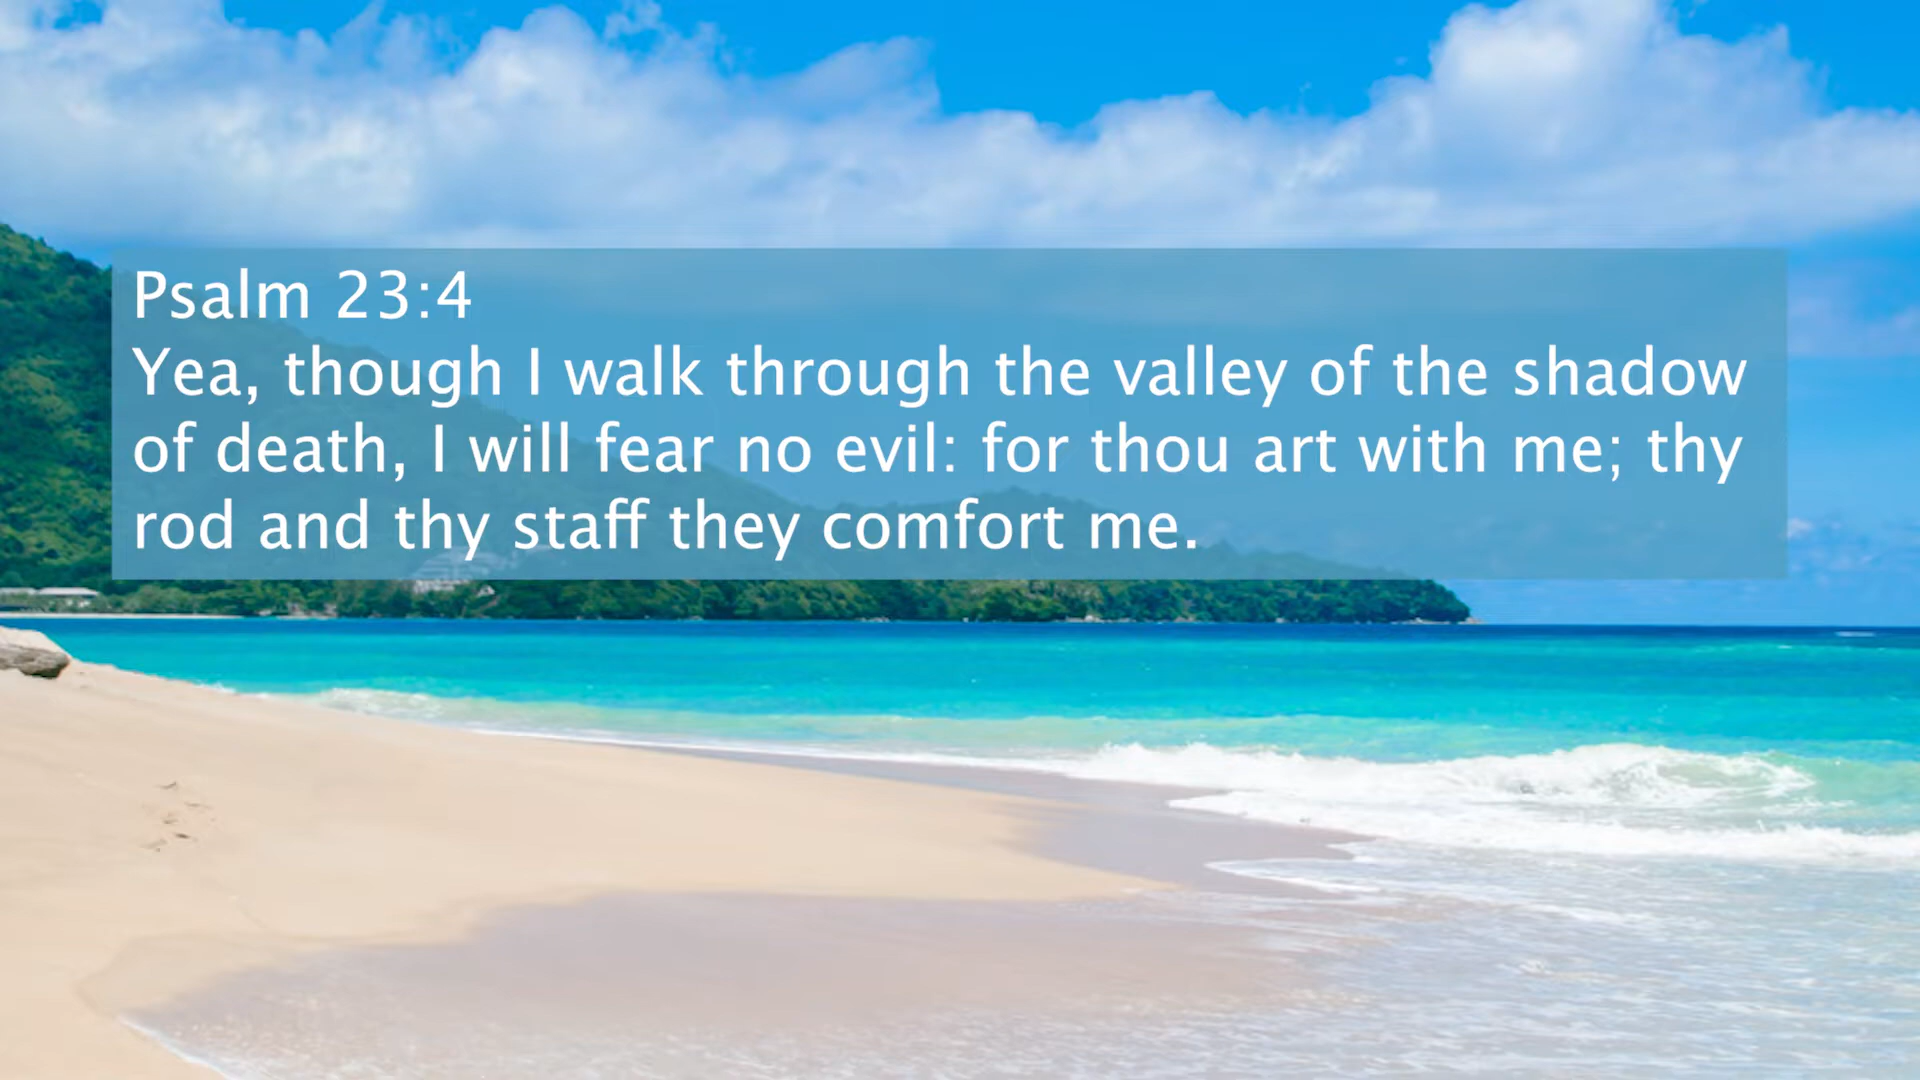 Psalm 23:4
Yea, though I walk through the valley of the shadow
of death, I will fear no evil: for thou art with me; thy
rod and thy staff they comfort me.